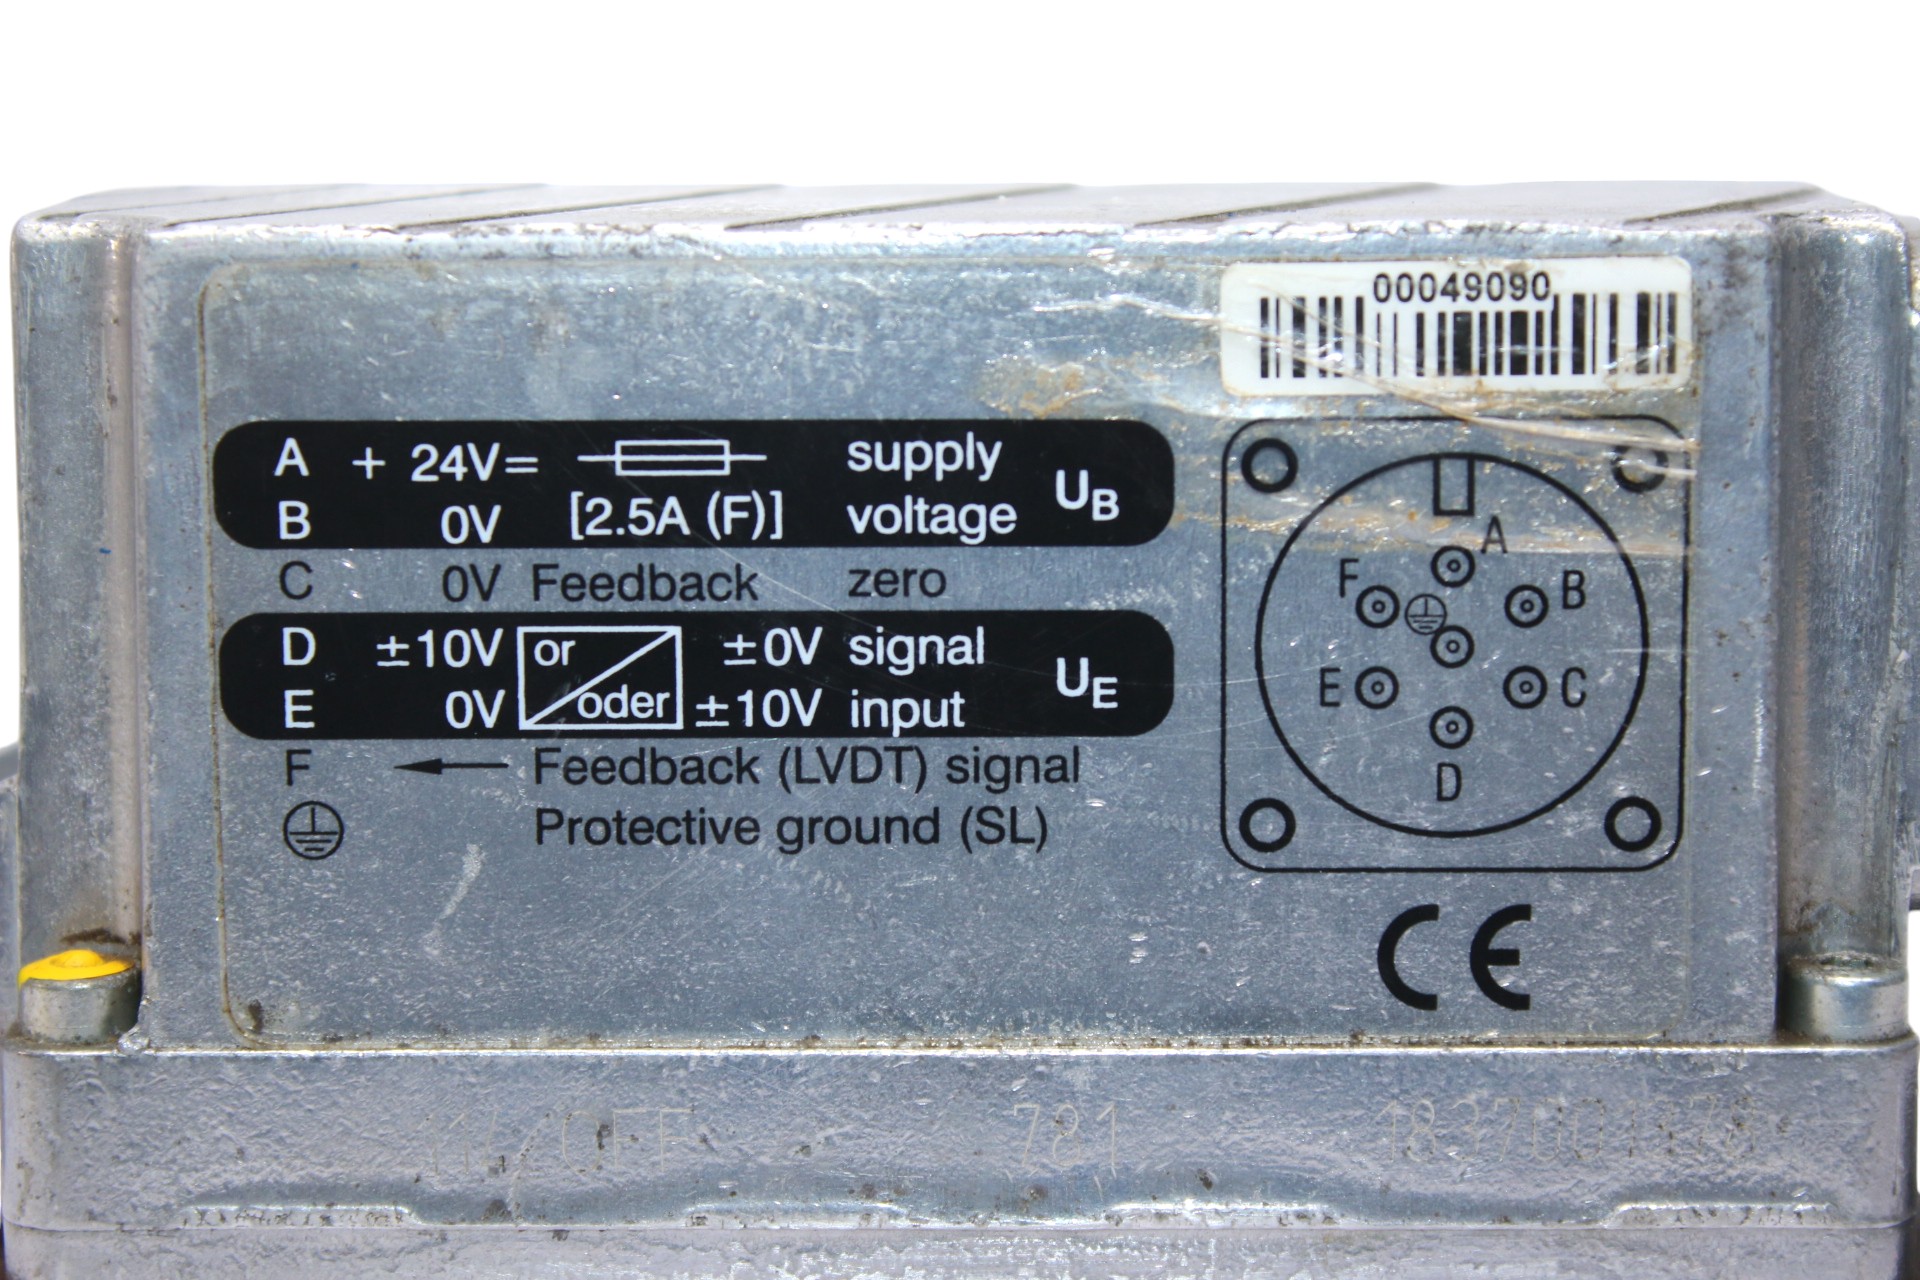 00049090
A + 24V= supply
B 0V [2.5A (F)] voltage UB
C 0V Feedback zero
D ±10V or ±0V signal
E 0V oder ±10V input UE
F Feedback (LVDT) signal
Protective ground (SL)
A
F B
E C
D
CE
781